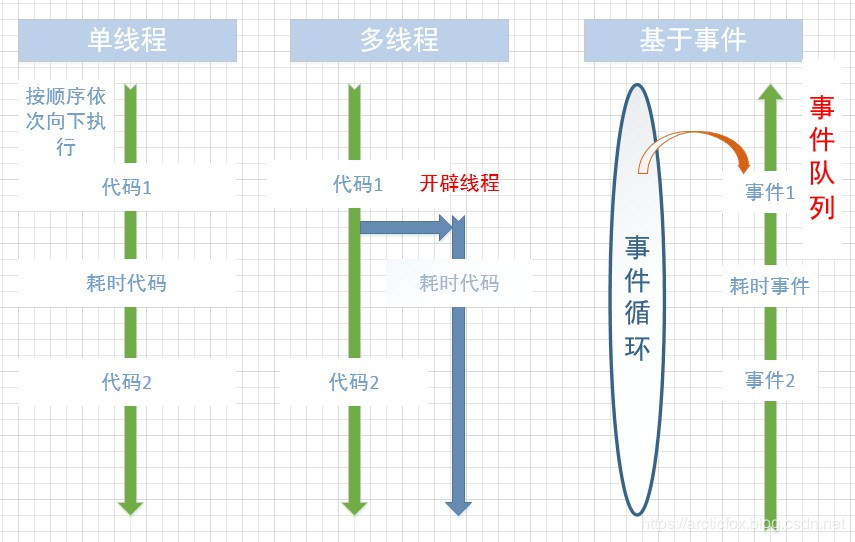 单线程
多线程
基于事件
按顺序依
次向下执
行
代码1
耗时代码
代码2
代码1
开辟线程
耗时代码
代码2
事件循环
事件1
耗时事件
事件2
事件队列
https://arcticfox.blog.csdn.net